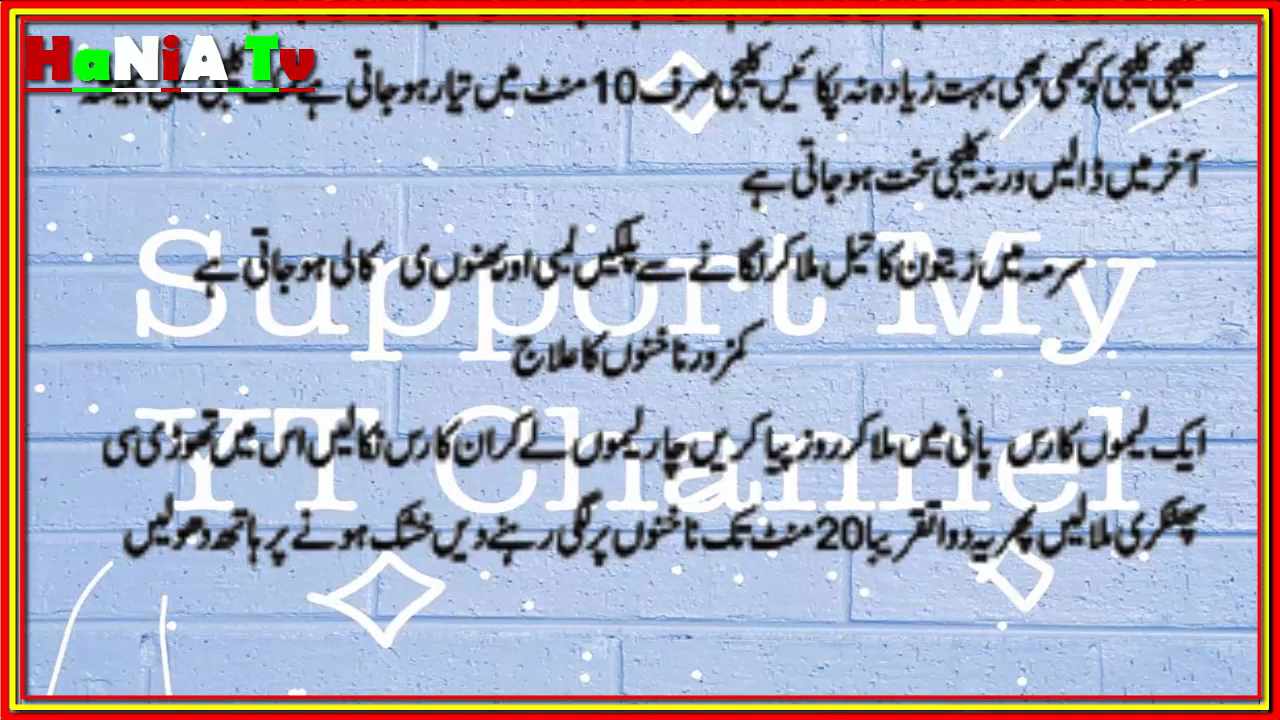 HaNiA Tv
کلیجی کلیجی کو کبھی بھی بہت زیادہ نہ پکائیں کلیجی صرف 10 منٹ میں تیار ہو جاتی ہے
آخر میں ڈالیں ورنہ کلیجی سخت ہو جاتی ہے
سرمہ میں زیتون کا تیل ملا کر لگانے سے پلکیں لمبی اور بھنوں ی کالی ہو جاتی ہے
Support My
کمزور ناخنوں کا علاج
YT Channel
ایک لیموں کا رس پانی میں ملا کر روز پیا کریں چار لیموں لے کر ان کا رس نکالیں اس میں تھوڑی سی
پھٹکری ملا لیں پھر یہ دوا تقریبا 20 منٹ تک ناخنوں پر لگی رہنے دیں خشک ہونے پر ہاتھ دھولیں